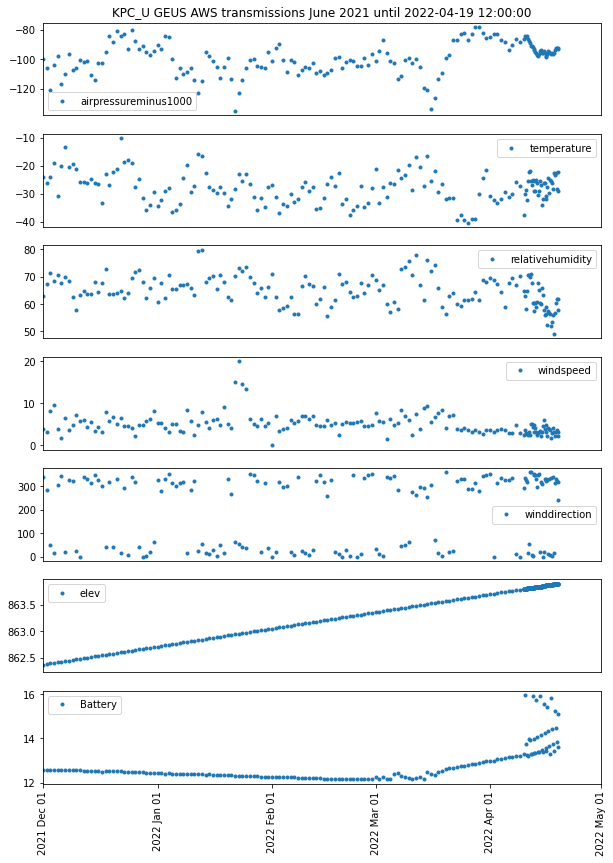 KPC_U GEUS AWS transmissions June 2021 until 2022-04-19 12:00:00
−80
−100
−120
airpressureminus1000
−10
−20
−30
−40
temperature
80
70
60
50
relativehumidity
20
10
0
windspeed
300
200
100
0
winddirection
863.5
863.0
862.5
elev
16
14
12
Battery
2021 Dec 01
2022 Jan 01
2022 Feb 01
2022 Mar 01
2022 Apr 01
2022 May 01